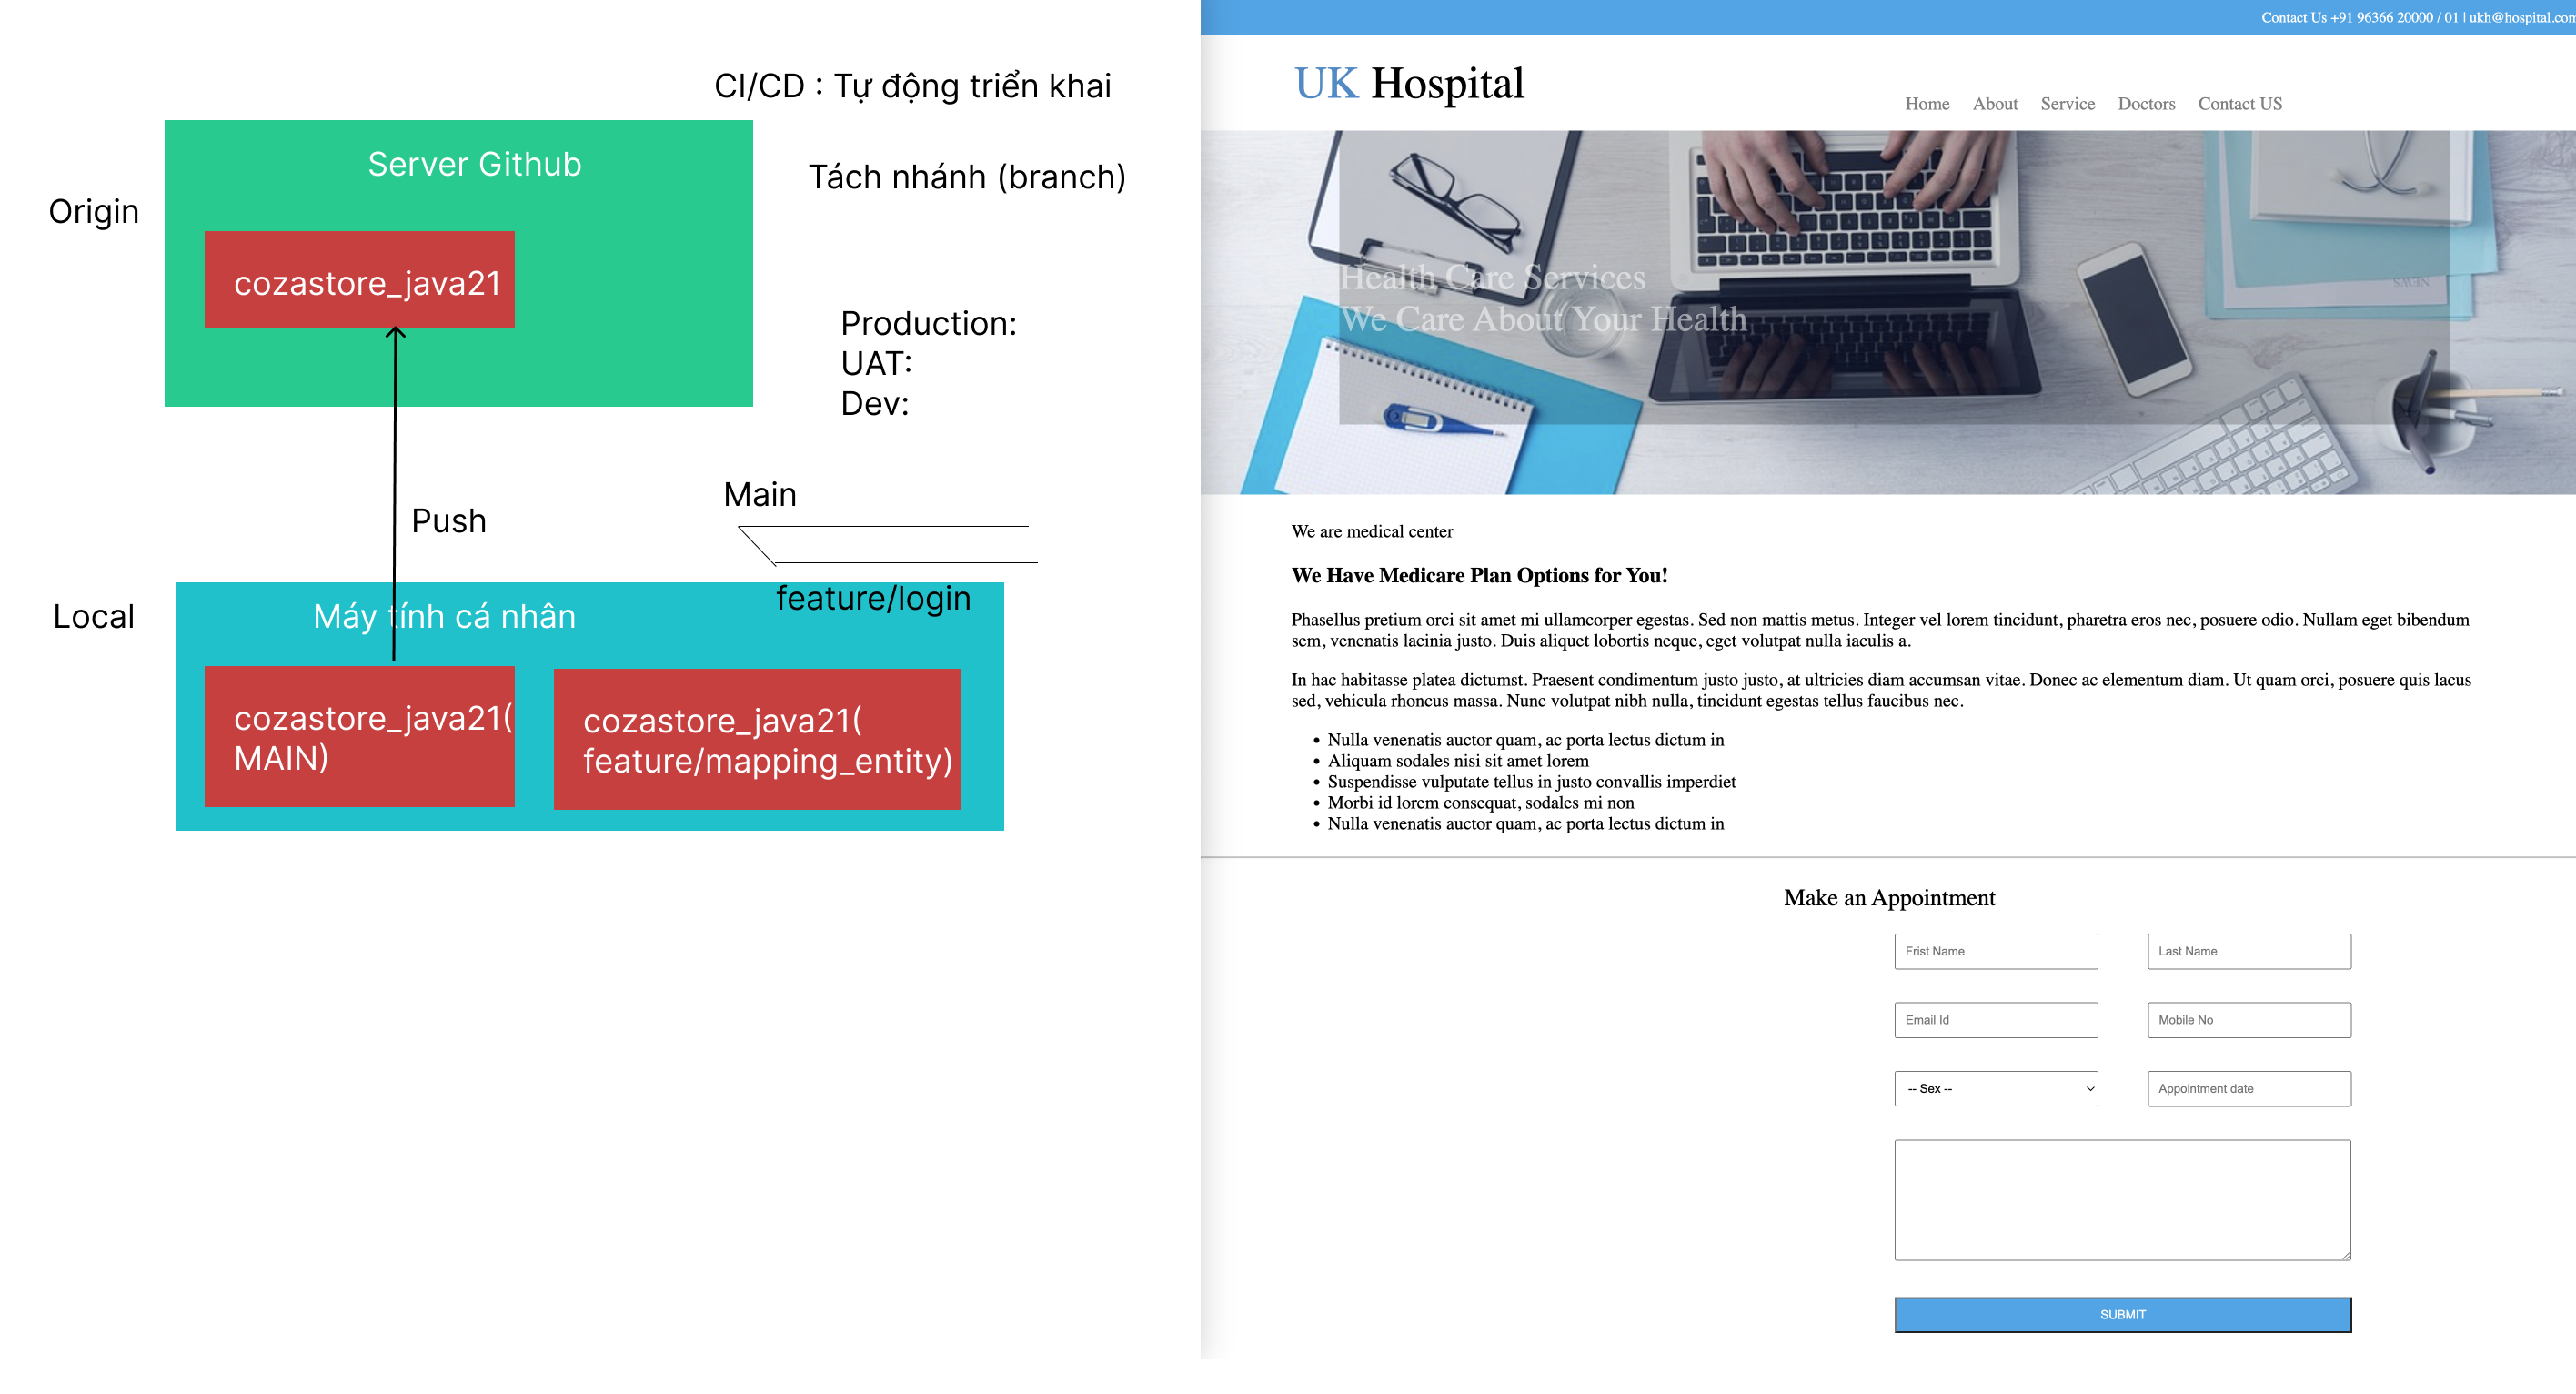 CI/CD : Tự động triển khai
Server Github
Tách nhánh (branch)
Origin
cozastore_java21
Production:
UAT:
Dev:
Main
Push
feature/login
Local
Máy tính cá nhân
cozastore_java21(
MAIN)
cozastore_java21(
feature/mapping_entity)
Contact Us +91 96366 20000 / 01 | ukh@hospital.com
UK Hospital
Home About Service Doctors Contact US
Health Care Services
We Care About Your Health
NEWS
We are medical center
We Have Medicare Plan Options for You!
Phasellus pretium orci sit amet mi ullamcorper egestas. Sed non mattis metus. Integer vel lorem tincidunt, pharetra eros nec, posuere odio. Nullam eget bibendum
sem, venenatis lacinia justo. Duis aliquet lobortis neque, eget volutpat nulla iaculis a.
In hac habitasse platea dictumst. Praesent condimentum justo justo, at ultricies diam accumsan vitae. Donec ac elementum diam. Ut quam orci, posuere quis lacus
sed, vehicula rhoncus massa. Nunc volutpat nibh nulla, tincidunt egestas tellus faucibus nec.
• Nulla venenatis auctor quam, ac porta lectus dictum in
• Aliquam sodales nisi sit amet lorem
• Suspendisse vulputate tellus in justo convallis imperdiet
• Morbi id lorem consequat, sodales mi non
• Nulla venenatis auctor quam, ac porta lectus dictum in
Make an Appointment
Frist Name Last Name
Email Id Mobile No
-- Sex -- Appointment date
SUBMIT